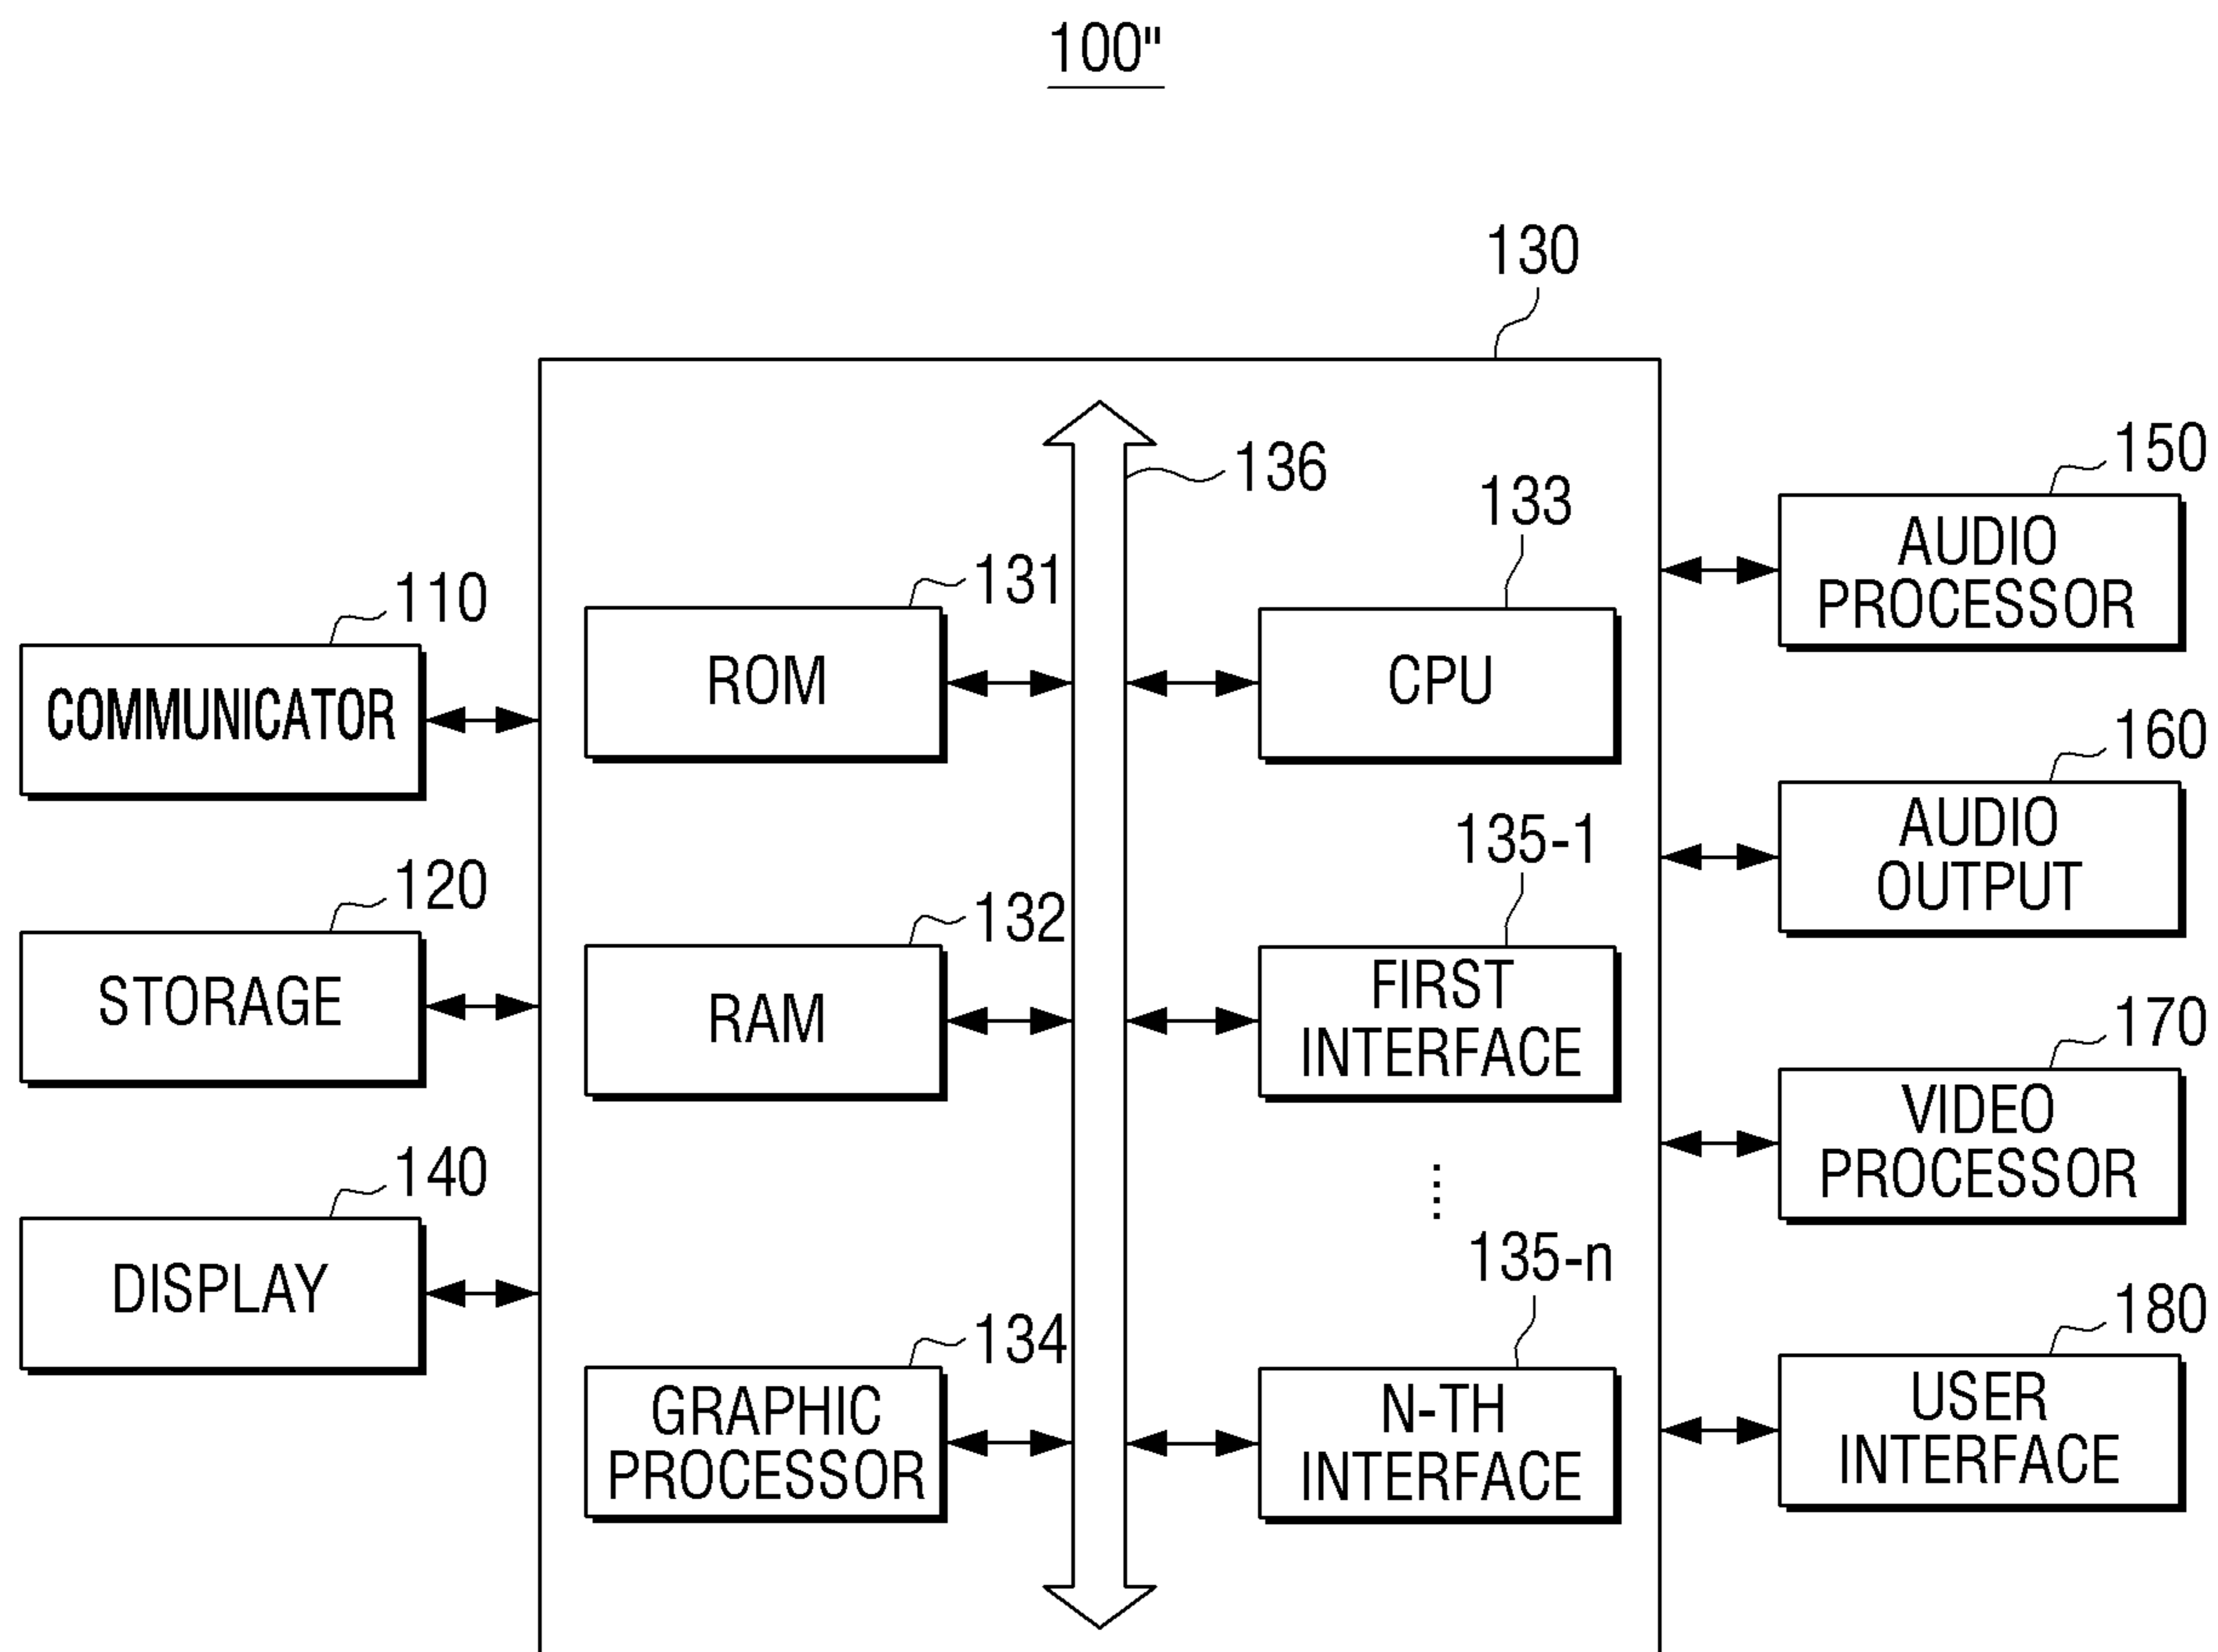 100"
130
136
133
150
AUDIO
PROCESSOR
131
ROM
CPU
110
COMMUNICATOR
160
AUDIO
OUTPUT
135-1
FIRST
INTERFACE
120
STORAGE
132
RAM
170
VIDEO
PROCESSOR
140
DISPLAY
135-n
N-TH
INTERFACE
134
GRAPHIC
PROCESSOR
180
USER
INTERFACE